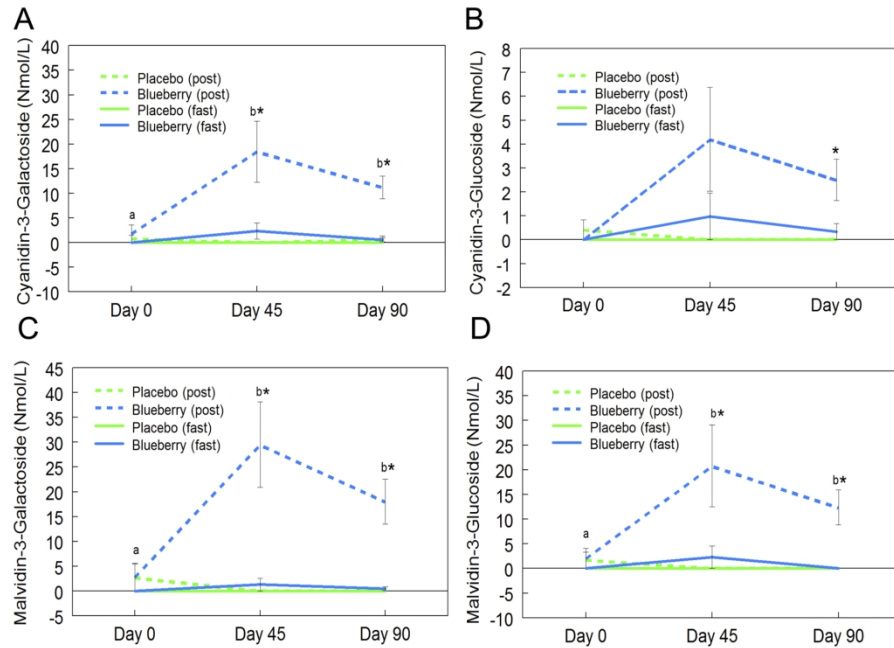 A
Cyanidin-3-Galactoside (Nmol/L)
40
35
30
25
20
15
10
5
0
-5
-10
Placebo (post)
Blueberry (post)
Placebo (fast)
Blueberry (fast)
a
b*
b*
Day 0 Day 45 Day 90
B
Cyanidin-3-Glucoside (Nmol/L)
8
7
6
5
4
3
2
1
0
-1
-2
Placebo (post)
Blueberry (post)
Placebo (fast)
Blueberry (fast)
*
Day 0 Day 45 Day 90
C
Malvidin-3-Galactoside (Nmol/L)
45
40
35
30
25
20
15
10
5
0
-5
Placebo (post)
Blueberry (post)
Placebo (fast)
Blueberry (fast)
a
b*
b*
Day 0 Day 45 Day 90
D
Malvidin-3-Glucoside (Nmol/L)
40
35
30
25
20
15
10
5
0
-5
-10
Placebo (post)
Blueberry (post)
Placebo (fast)
Blueberry (fast)
a
b*
b*
Day 0 Day 45 Day 90